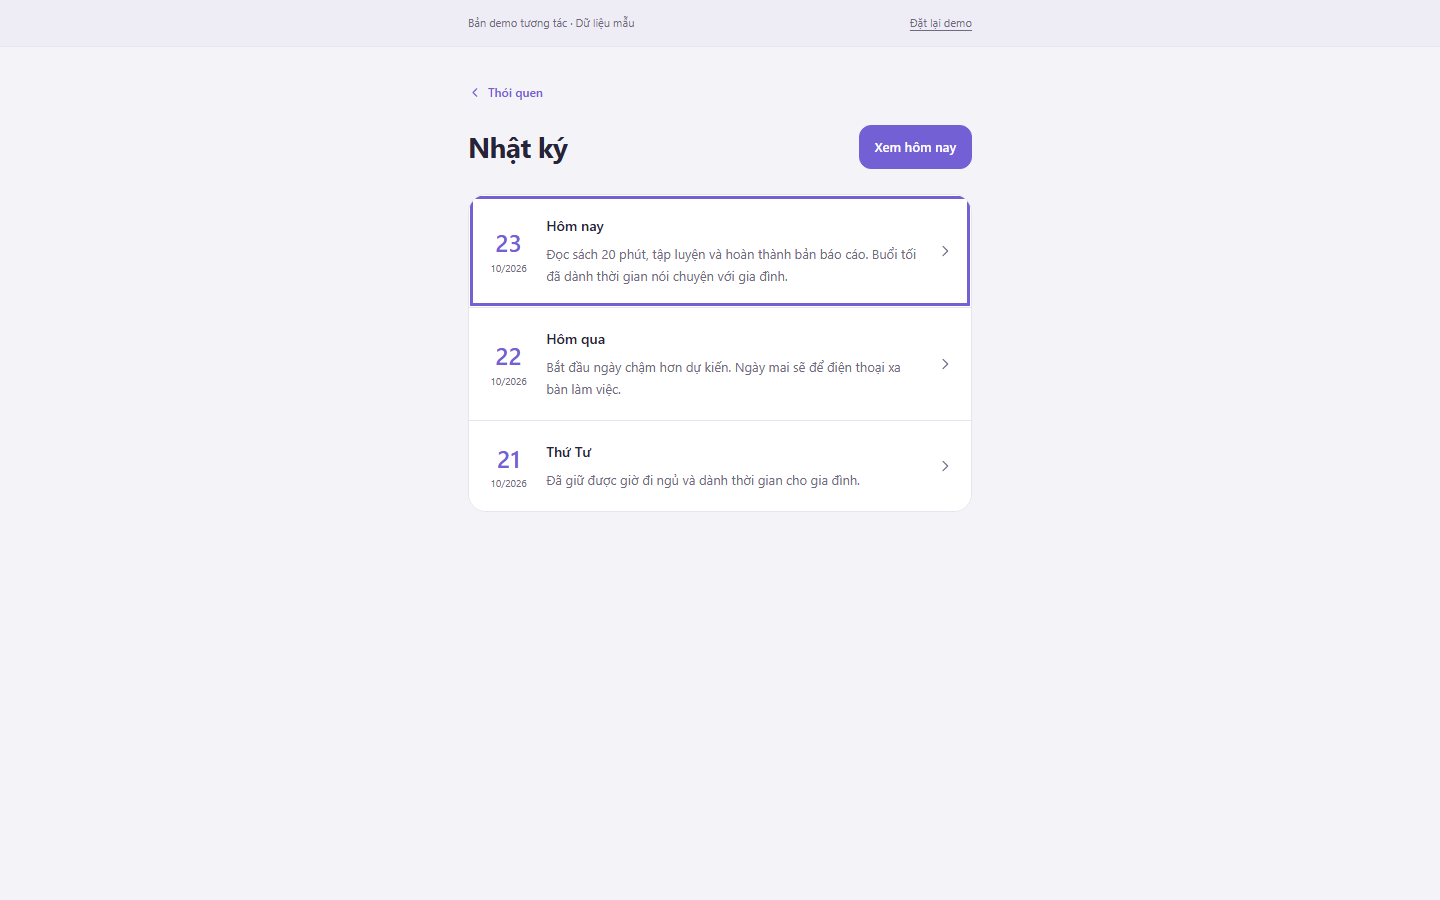 Bản demo tương tác · Dữ liệu mẫu
Đặt lại demo
Thói quen
Nhật ký
Xem hôm nay
23
10/2026
Hôm nay
Đọc sách 20 phút, tập luyện và hoàn thành bản báo cáo. Buổi tối
đã dành thời gian nói chuyện với gia đình.
22
10/2026
Hôm qua
Bắt đầu ngày chậm hơn dự kiến. Ngày mai sẽ để điện thoại xa
bàn làm việc.
21
10/2026
Thứ Tư
Đã giữ được giờ đi ngủ và dành thời gian cho gia đình.